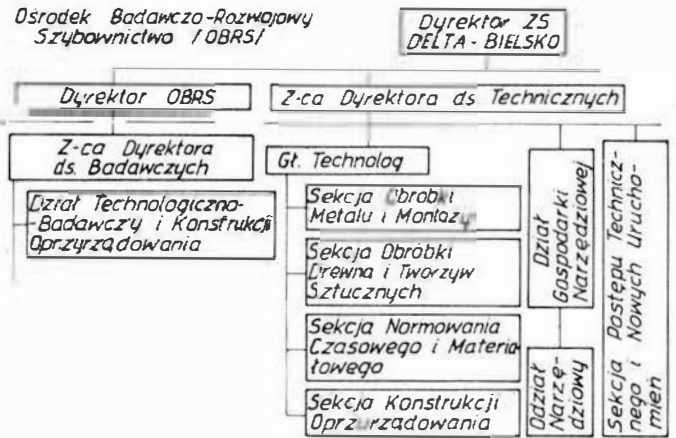 Ośrodek Badawczo-Rozwojowy
Szybownictwa /OBRS/
Dyrektor ZS
DELTA-BIELSKO
Dyrektor OBRS
Z-ca Dyrektora ds. Technicznych
Z-ca Dyrektora
ds. Badawczych
Dział Technologiczno-
-Badawczy i Konstrukcji
Oprzyrządowania
Gł. Technolog
Sekcja Obróbki
Metalu i Montaży
Sekcja Obróbki
Drewna i Tworzyw
Sztucznych
Sekcja Normowania
Czasowego i Materia-
łowego
Sekcja Konstrukcji
Oprzyrządowania
Dział
Gospodarki
Narzędziowej
Odział
Narzę-
dziowy
Sekcja Postępu Technicz-
nego i Nowych Urucho-
mień